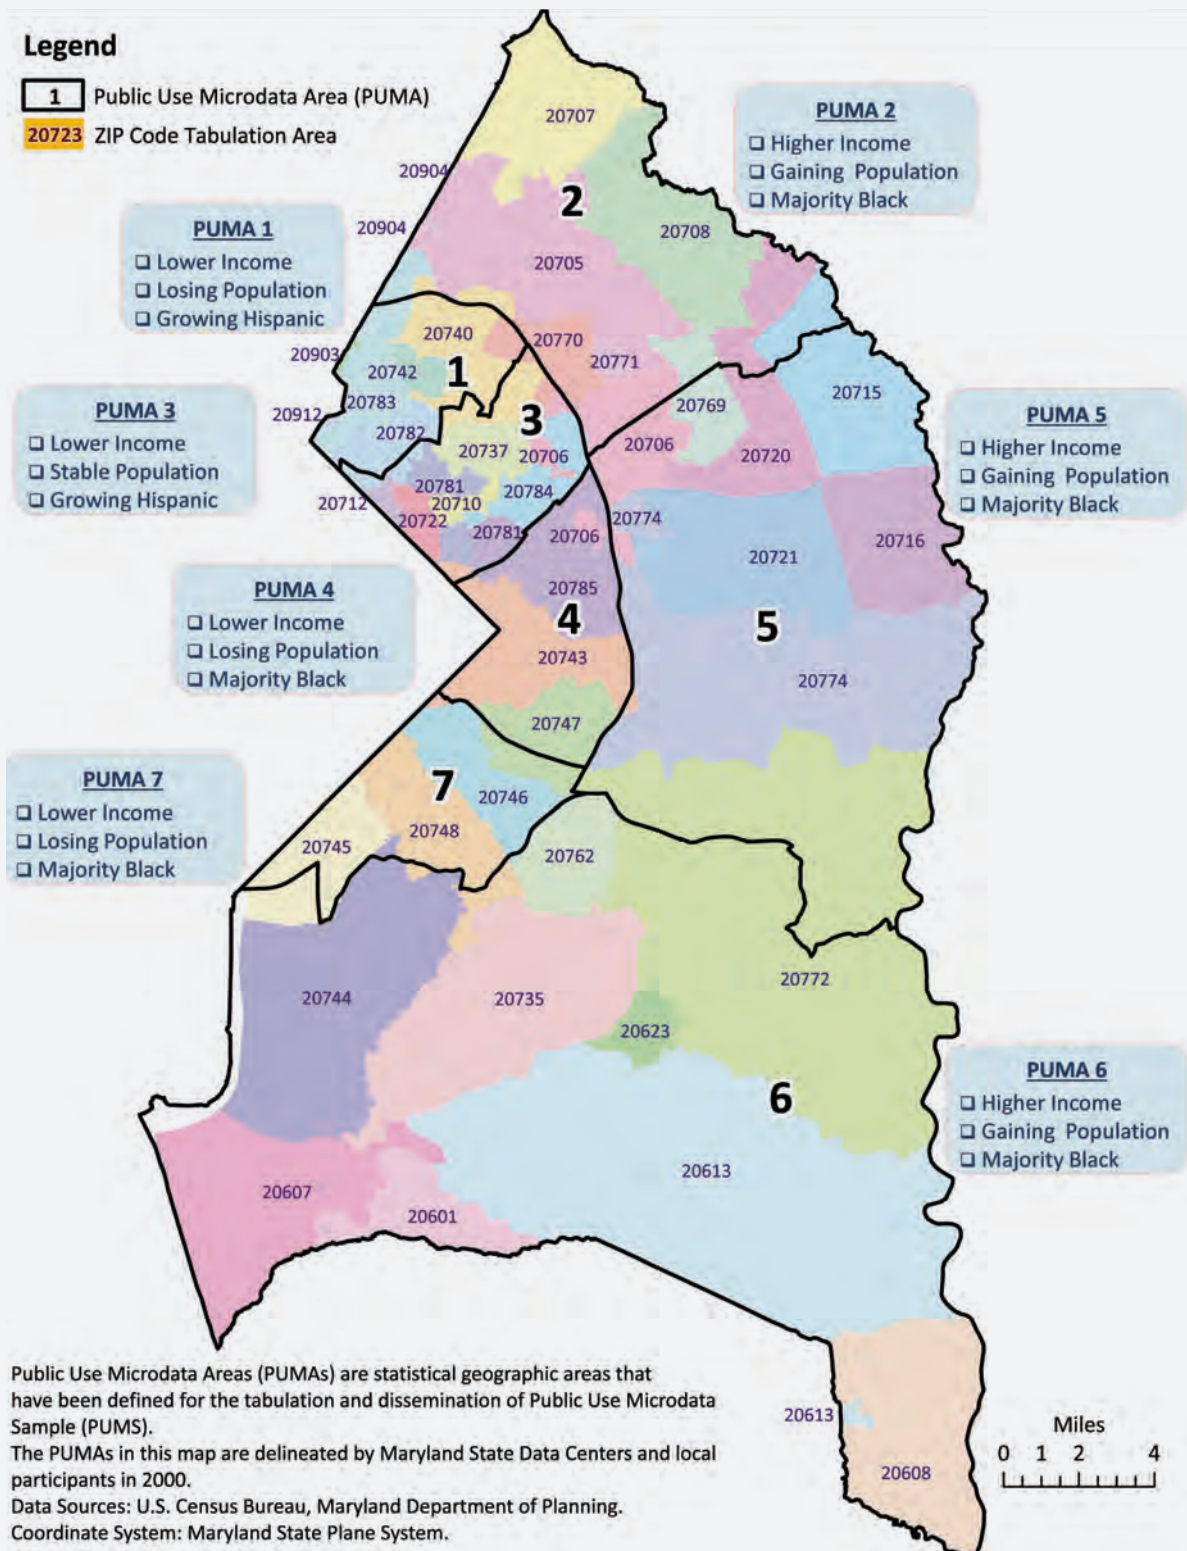 Legend
1 Public Use Microdata Area (PUMA)
20723 ZIP Code Tabulation Area
PUMA 2
❑ Higher Income
❑ Gaining Population
❑ Majority Black
PUMA 1
❑ Lower Income
❑ Losing Population
❑ Growing Hispanic
PUMA 3
❑ Lower Income
❑ Stable Population
❑ Growing Hispanic
PUMA 5
❑ Higher Income
❑ Gaining Population
❑ Majority Black
PUMA 4
❑ Lower Income
❑ Losing Population
❑ Majority Black
PUMA 7
❑ Lower Income
❑ Losing Population
❑ Majority Black
PUMA 6
❑ Higher Income
❑ Gaining Population
❑ Majority Black
20707
20904
2
20904
20708
20705
20740
20770
20903
20742
1
20771
20715
20783
20912
20782
3
20769
20737
20706
20706
20720
20781
20784
20712
20710
20722
20781
20706
20774
20721
20716
20785
4
5
20743
20774
20747
7
20746
20748
20745
20762
20744
20735
20772
20623
6
20613
20607
20601
20613
20608
Miles
0 1 2 4
Public Use Microdata Areas (PUMAs) are statistical geographic areas that
have been defined for the tabulation and dissemination of Public Use Microdata
Sample (PUMS).
The PUMAs in this map are delineated by Maryland State Data Centers and local
participants in 2000.
Data Sources: U.S. Census Bureau, Maryland Department of Planning.
Coordinate System: Maryland State Plane System.